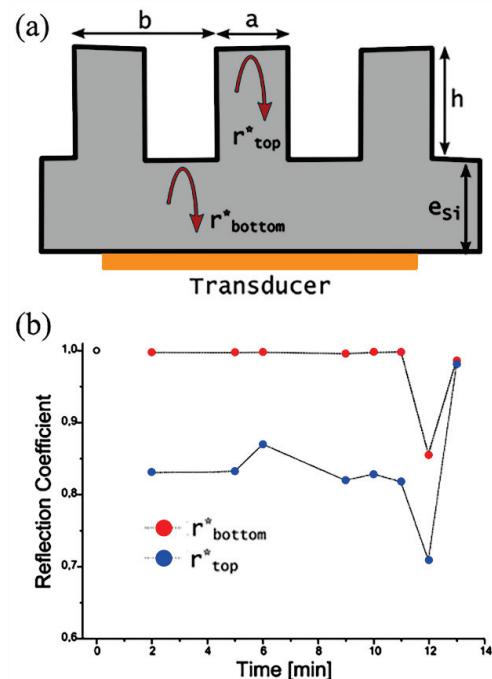 (a)
b
a
h
r*top
eSi
r*bottom
Transducer
(b)
1,0
0,9
0,8
0,7
0,6
Reflection Coefficient
r*bottom
r*top
0 2 4 6 8 10 12 14
Time [min]